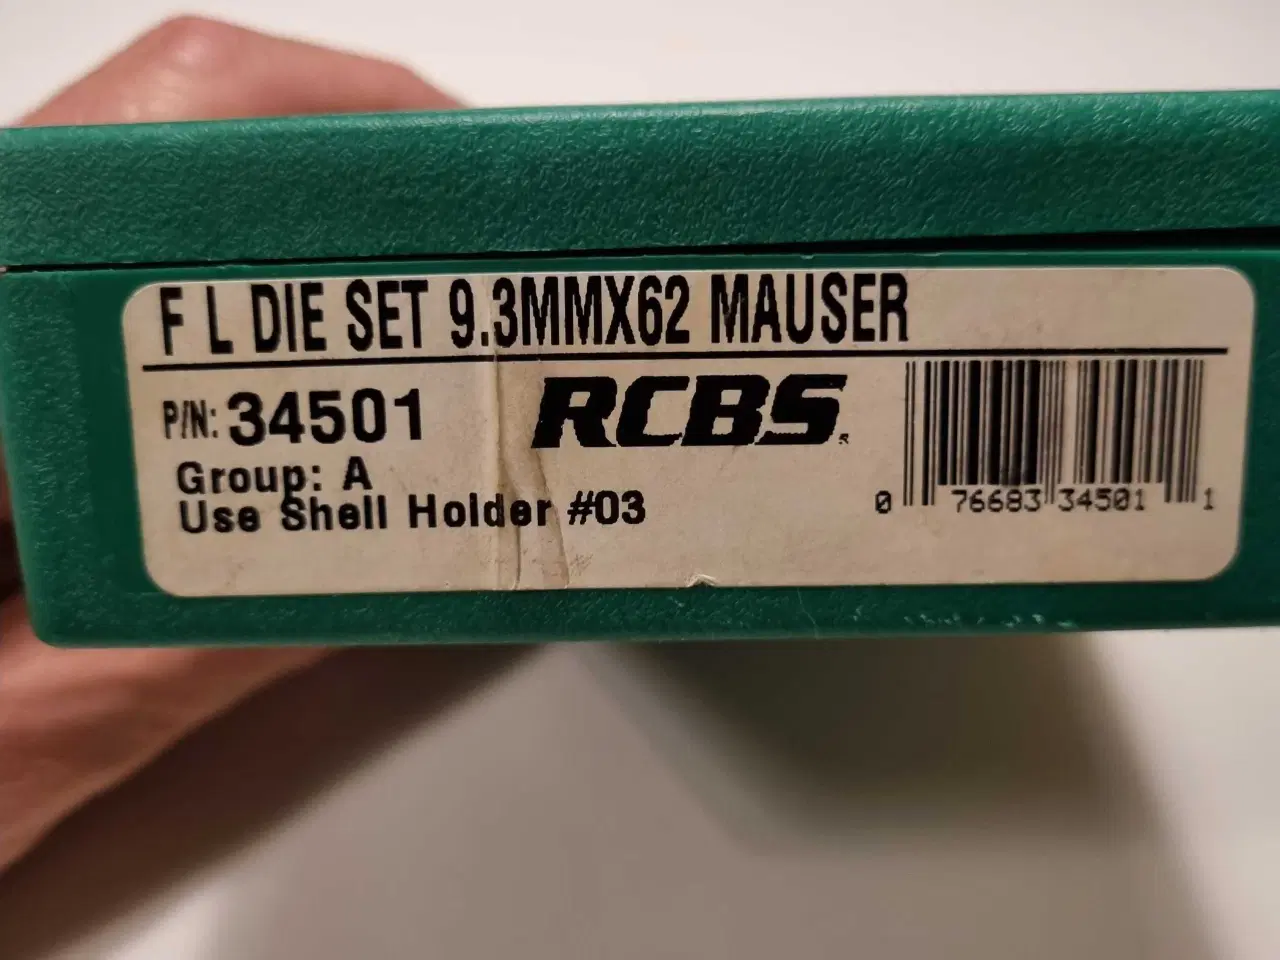 F L DIE SET 9.3MMX62 MAUSER
P/N: 34501
RCBS
Group: A
Use Shell Holder #03
0 76683 34501 1